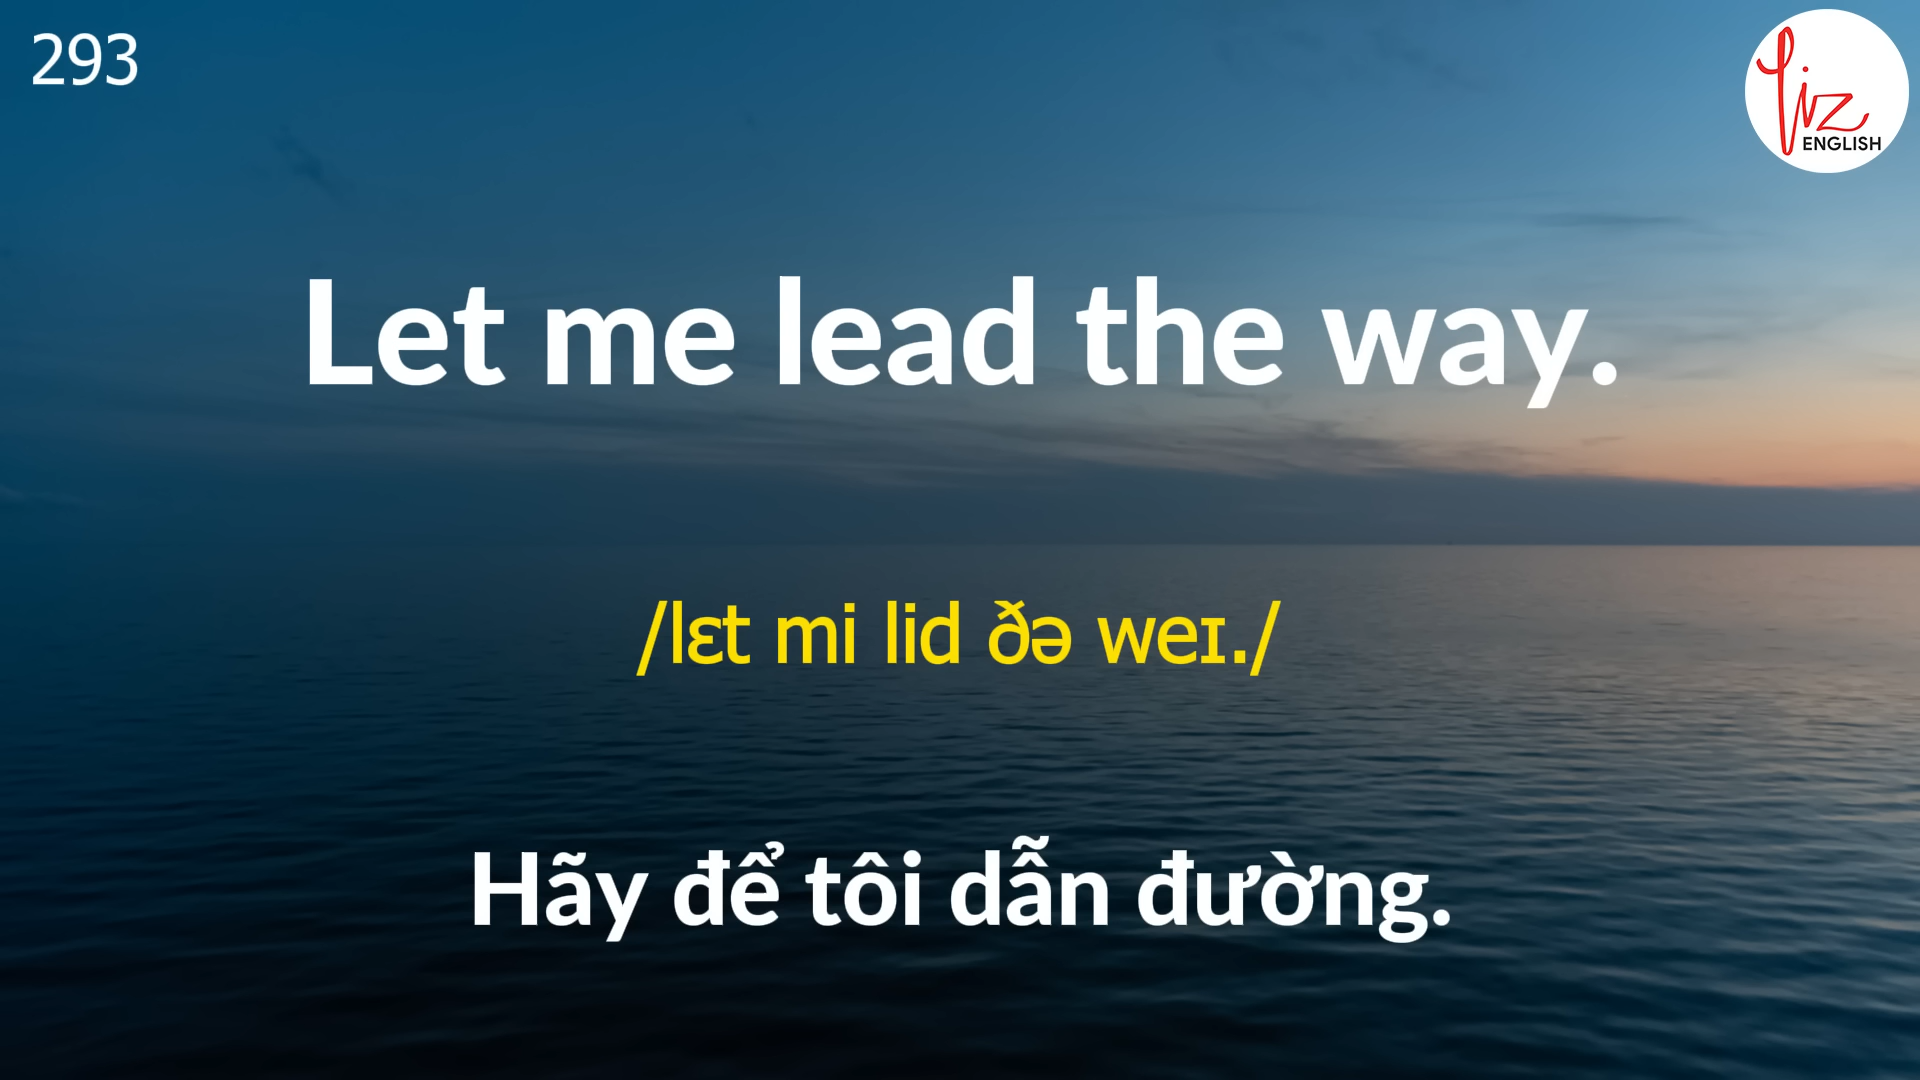 293
Liz
ENGLISH
Let me lead the way.
/lɛt mi lid ðə weɪ./
Hãy để tôi dẫn đường.